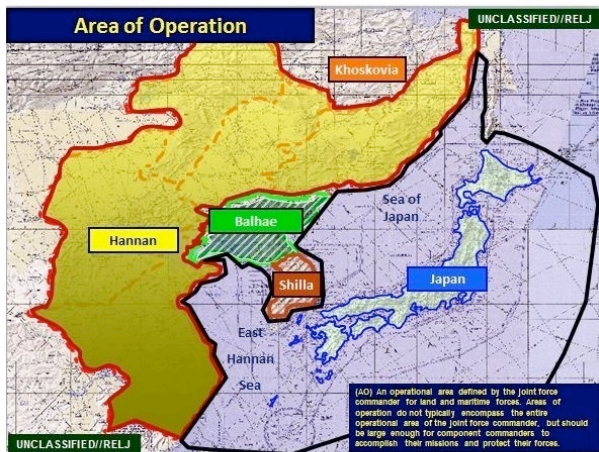 Area of Operation
UNCLASSIFIED//RELJ
Khoskovia
Sea of
Japan
Balhae
Hannan
Shilla
Japan
East
Hannan
Sea
(AO) An operational area defined by the joint force
commander for land and maritime forces. Areas of
operation do not typically encompass the entire
operational area of the joint force commander, but should
be large enough for component commanders to
accomplish their missions and protect their forces.
UNCLASSIFIED//RELJ